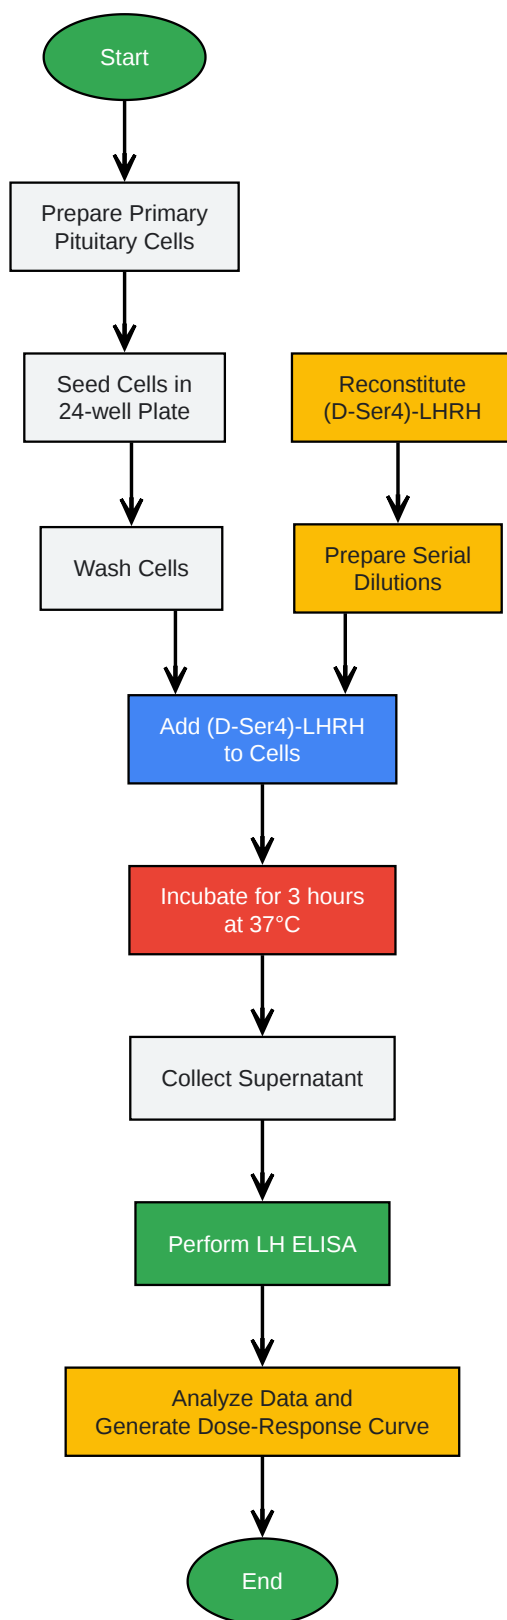 Start
Prepare Primary
Pituitary Cells
Seed Cells in
24-well Plate
Reconstitute
(D-Ser4)-LHRH
Wash Cells
Prepare Serial
Dilutions
Add (D-Ser4)-LHRH
to Cells
Incubate for 3 hours
at 37°C
Collect Supernatant
Perform LH ELISA
Analyze Data and
Generate Dose-Response Curve
End